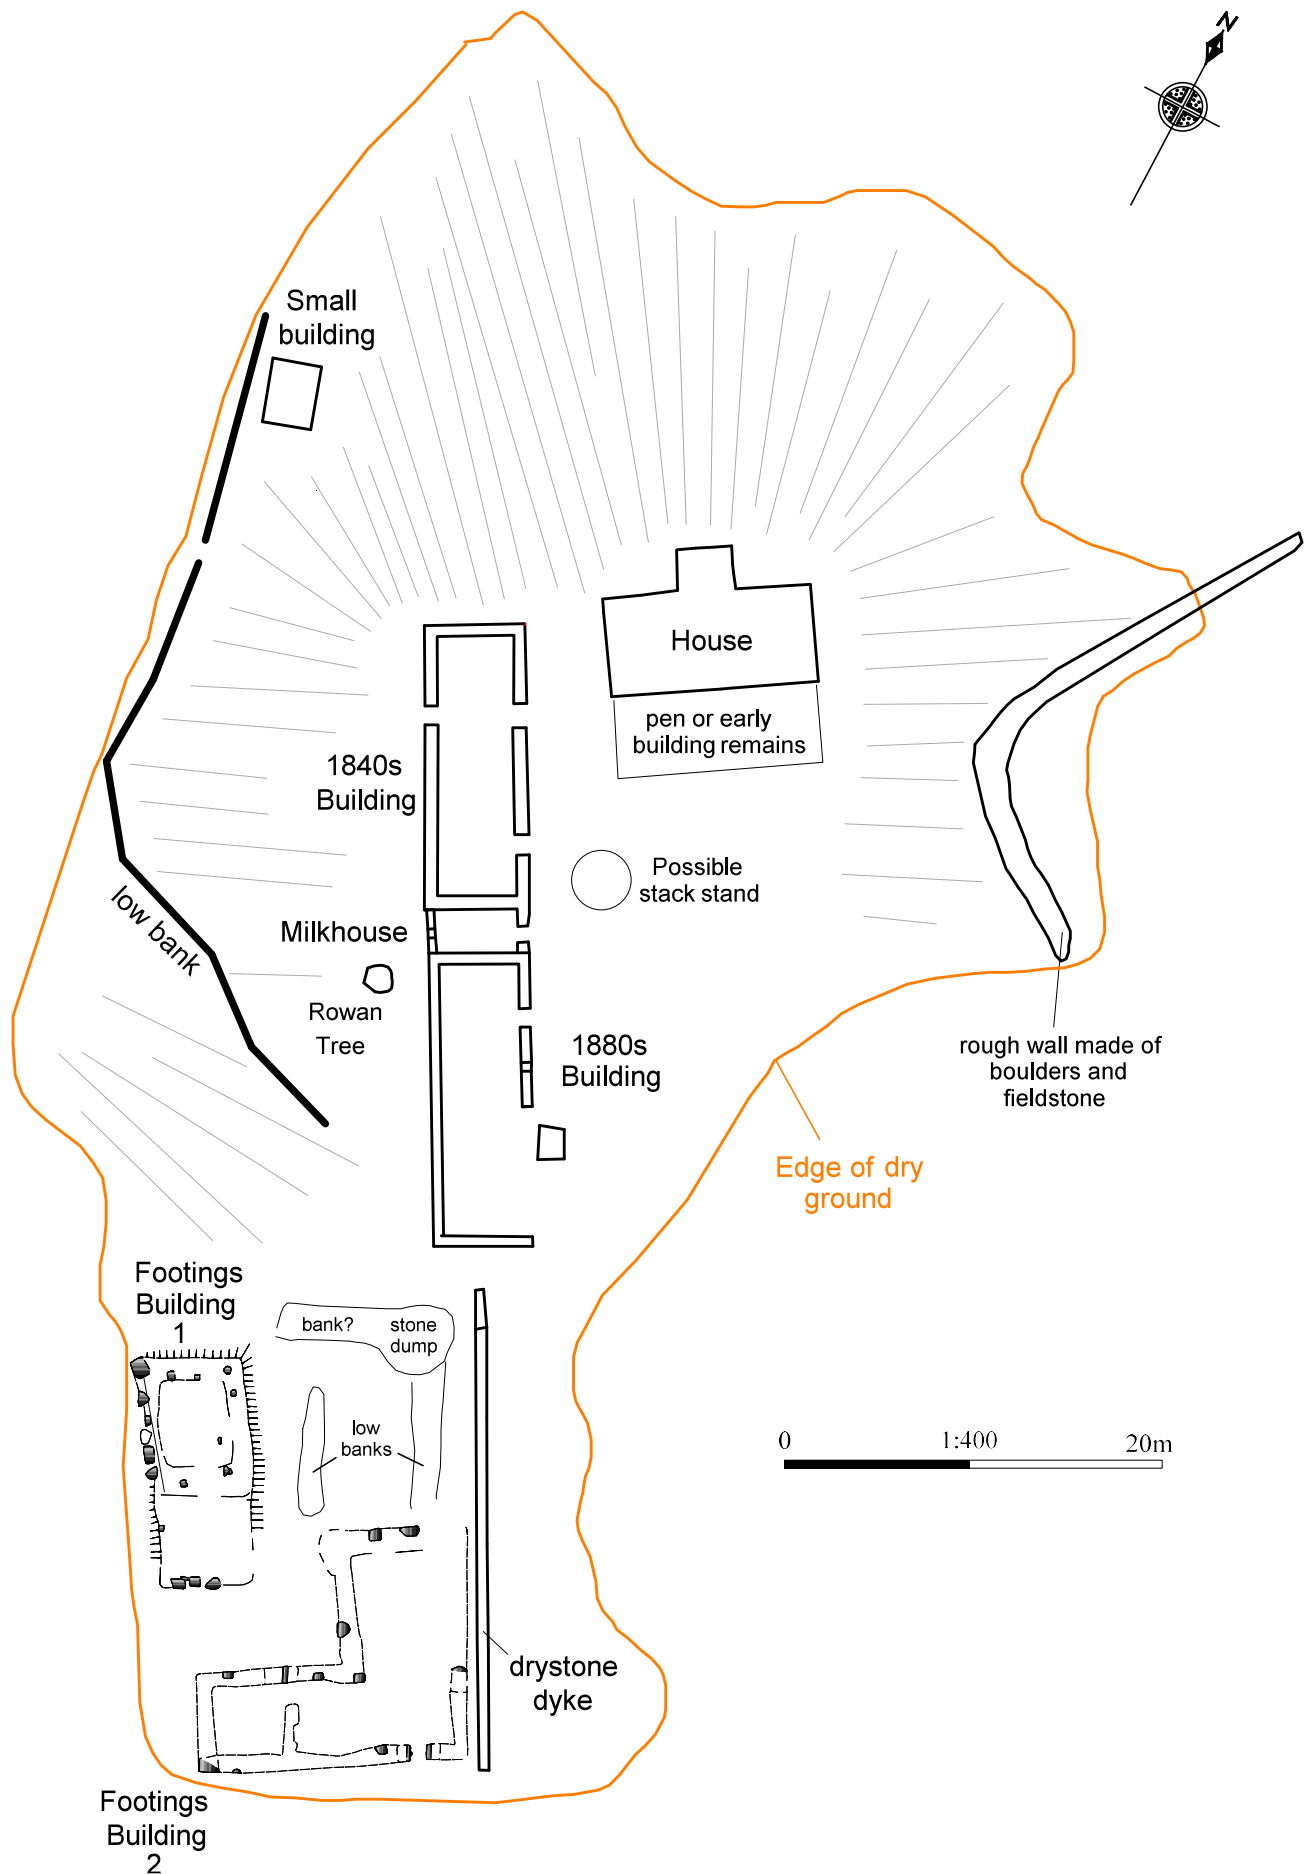 N
Small
building
House
pen or early
building remains
1840s
Building
Possible
stack stand
low bank
Milkhouse
Rowan
Tree
1880s
Building
rough wall made of
boulders and
fieldstone
Edge of dry
ground
Footings
Building
1
bank?
stone
dump
low
banks
0
1:400
20m
drystone
dyke
Footings
Building
2